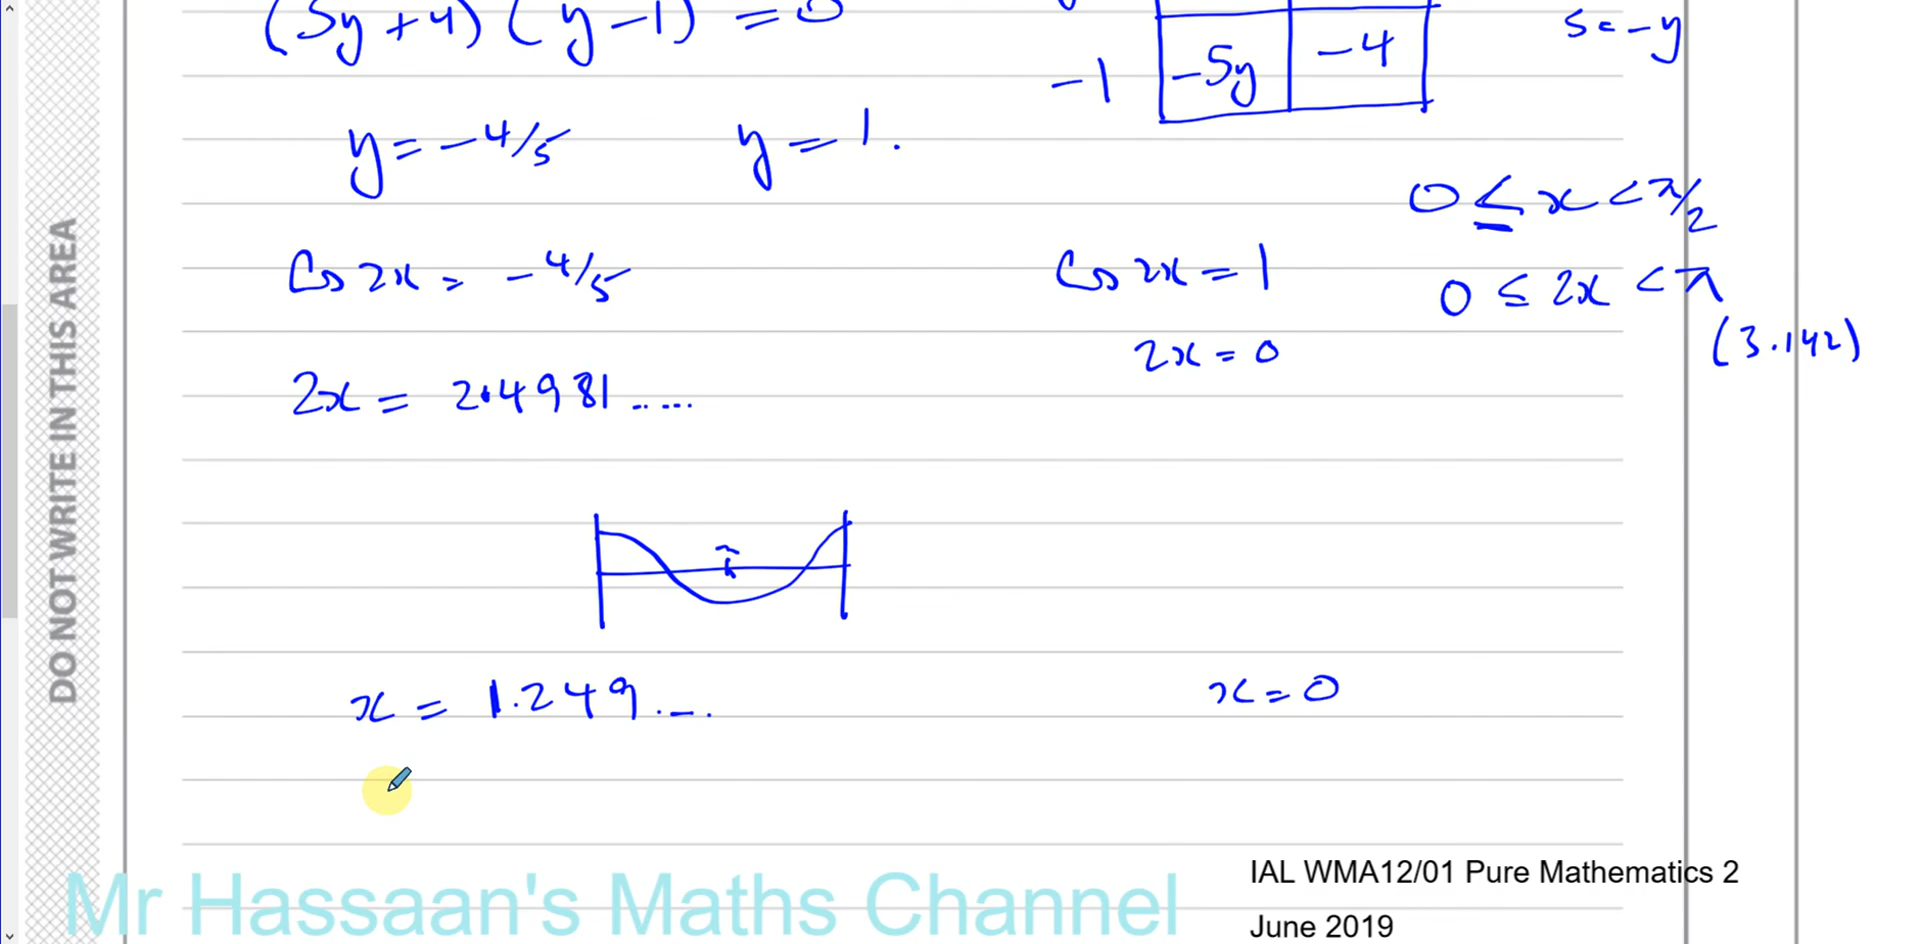 (5y+4)(y-1) = 0
-1 -5y -4
s = -y
y = -4/5 y = 1.
0 ≤ x < π/2
Cos 2x = -4/5 Cos 2x = 1
0 ≤ 2x < π
(3.142)
2x = 0
2x = 2.4981.....
π
x = 1.249... x = 0
DO NOT WRITE IN THIS AREA
Mr Hassaan's Maths Channel
IAL WMA12/01 Pure Mathematics 2
June 2019